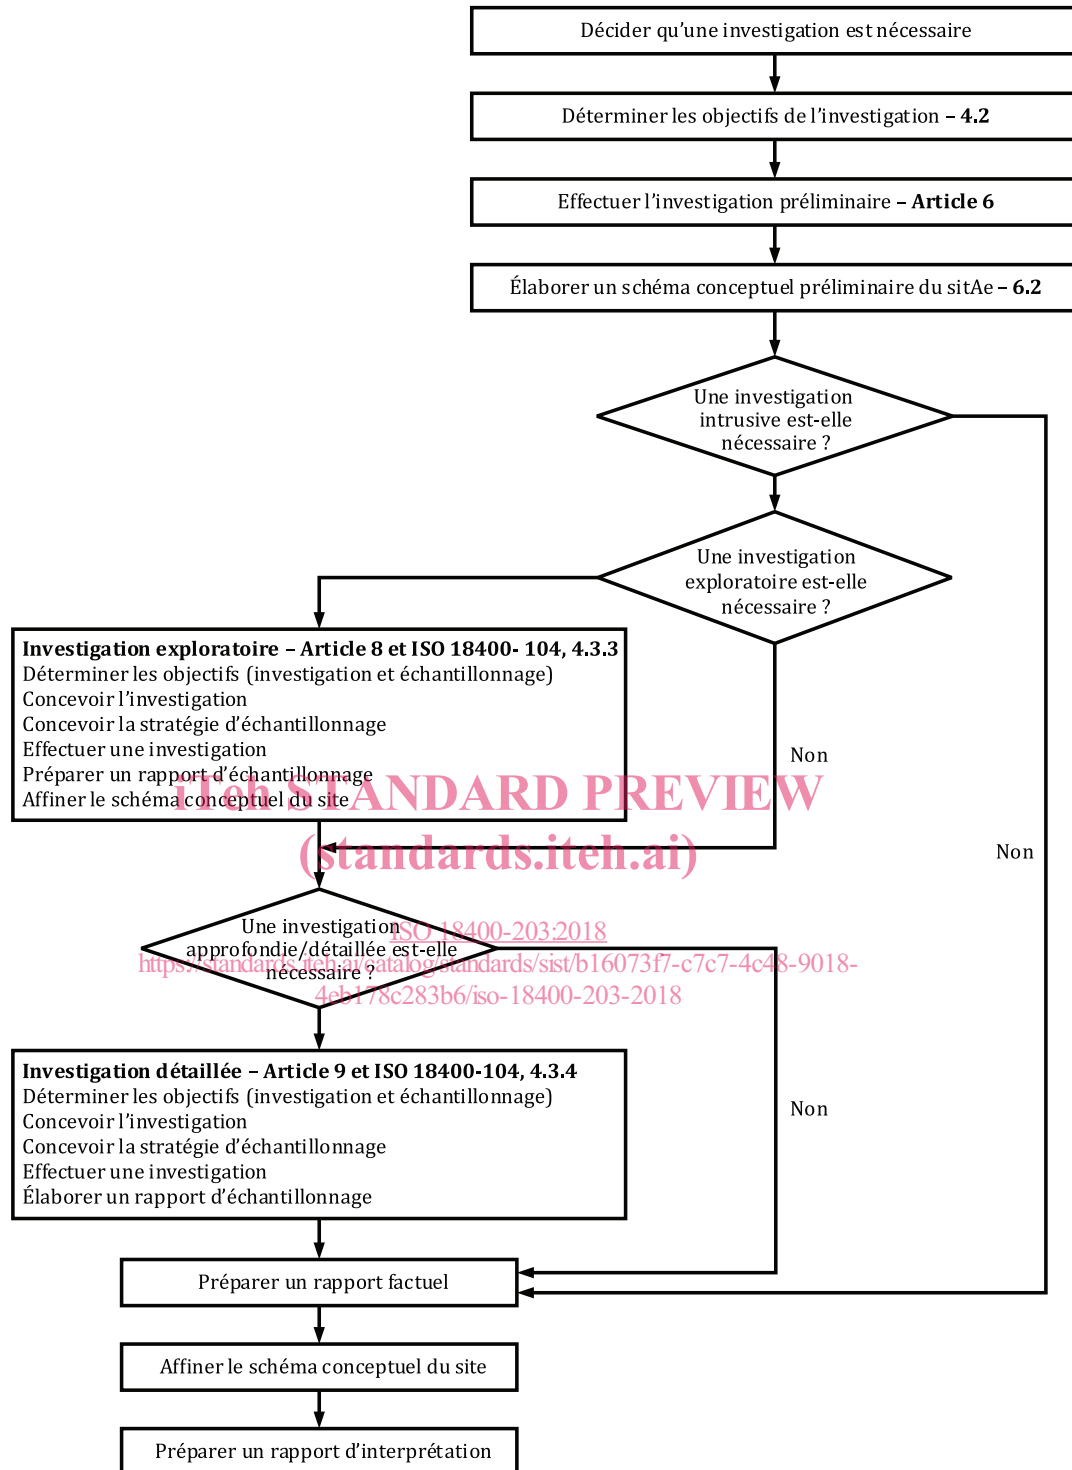 Décider qu’une investigation est nécessaire
Déterminer les objectifs de l’investigation – 4.2
Effectuer l’investigation préliminaire – Article 6
Élaborer un schéma conceptuel préliminaire du sitAe – 6.2
Une investigation
intrusive est-elle
nécessaire ?
Une investigation
exploratoire est-elle
nécessaire ?
Investigation exploratoire – Article 8 et ISO 18400- 104, 4.3.3
Déterminer les objectifs (investigation et échantillonnage)
Concevoir l’investigation
Concevoir la stratégie d’échantillonnage
Effectuer une investigation
Préparer un rapport d’échantillonnage
Affiner le schéma conceptuel du site
Non
iTeh STANDARD PREVIEW
(standards.iteh.ai)
Non
Une investigation
approfondie/détaillée est-elle
nécessaire ?
ISO 18400-203:2018
https://standards.iteh.ai/catalog/standards/sist/b16073f7-c7c7-4c48-9018-
4eb178c283b6/iso-18400-203-2018
Investigation détaillée – Article 9 et ISO 18400-104, 4.3.4
Déterminer les objectifs (investigation et échantillonnage)
Concevoir l’investigation
Concevoir la stratégie d’échantillonnage
Effectuer une investigation
Élaborer un rapport d’échantillonnage
Non
Préparer un rapport factuel
Affiner le schéma conceptuel du site
Préparer un rapport d’interprétation